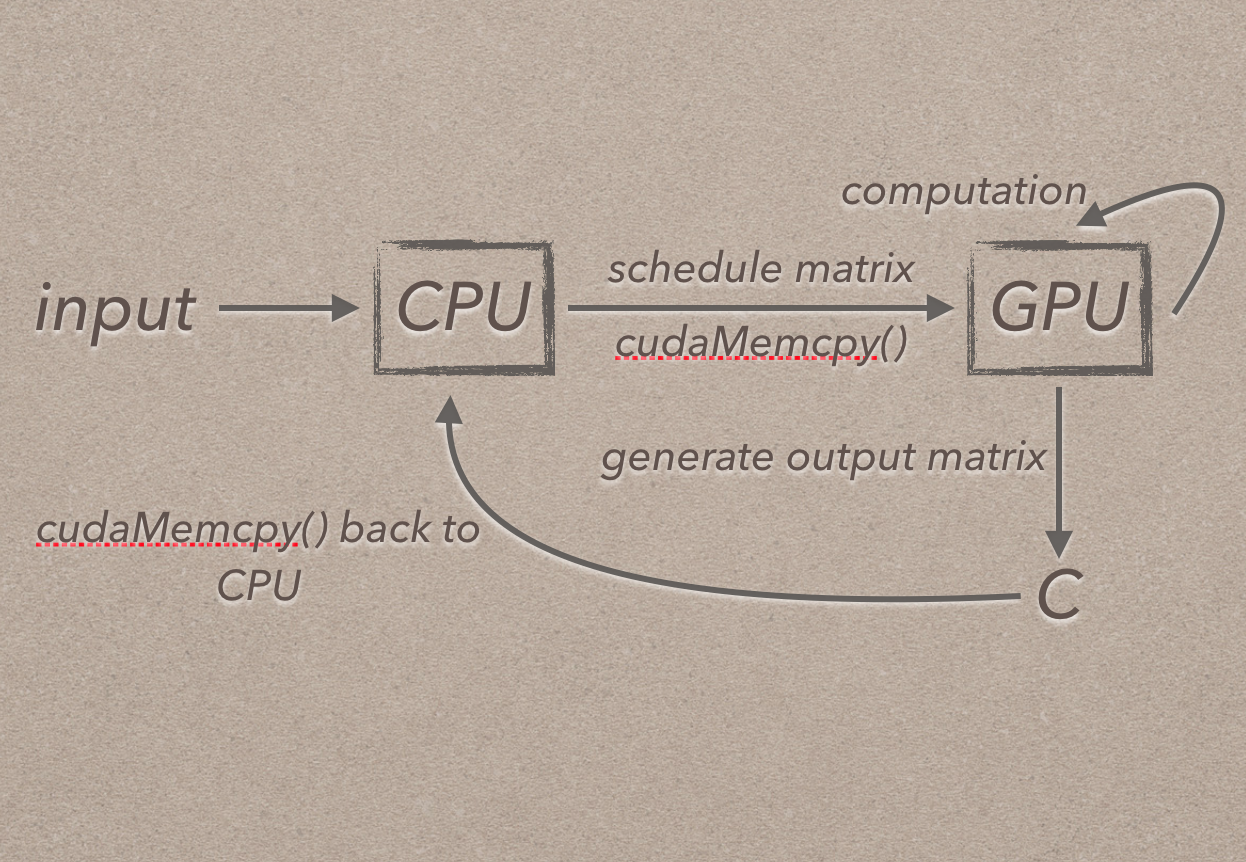 computation
schedule matrix
input
CPU
GPU
cudaMemcpy()
generate output matrix
cudaMemcpy() back to
CPU
C